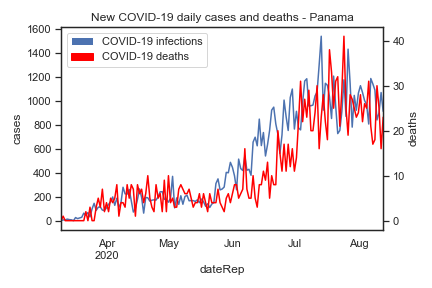 New COVID-19 daily cases and deaths - Panama
COVID-19 infections
COVID-19 deaths
1600
1400
1200
1000
800
600
400
200
0
cases
40
30
20
10
0
deaths
Apr
2020
May
Jun
Jul
Aug
dateRep